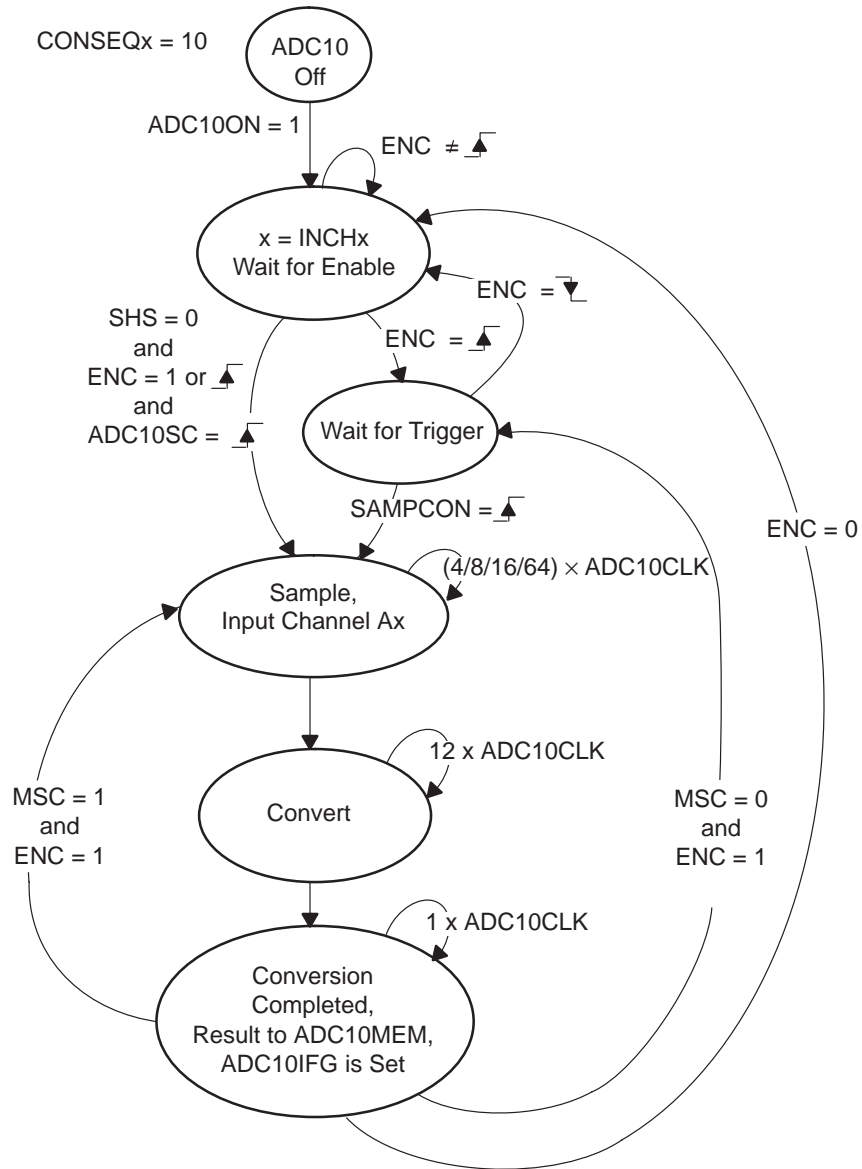 CONSEQx = 10
ADC10
Off
ADC10ON = 1
ENC ≠
x = INCHx
Wait for Enable
ENC =
SHS = 0
and
ENC = 1 or
and
ADC10SC =
ENC =
Wait for Trigger
SAMPCON =
ENC = 0
(4/8/16/64) × ADC10CLK
Sample,
Input Channel Ax
12 x ADC10CLK
Convert
MSC = 1
and
ENC = 1
MSC = 0
and
ENC = 1
1 x ADC10CLK
Conversion
Completed,
Result to ADC10MEM,
ADC10IFG is Set